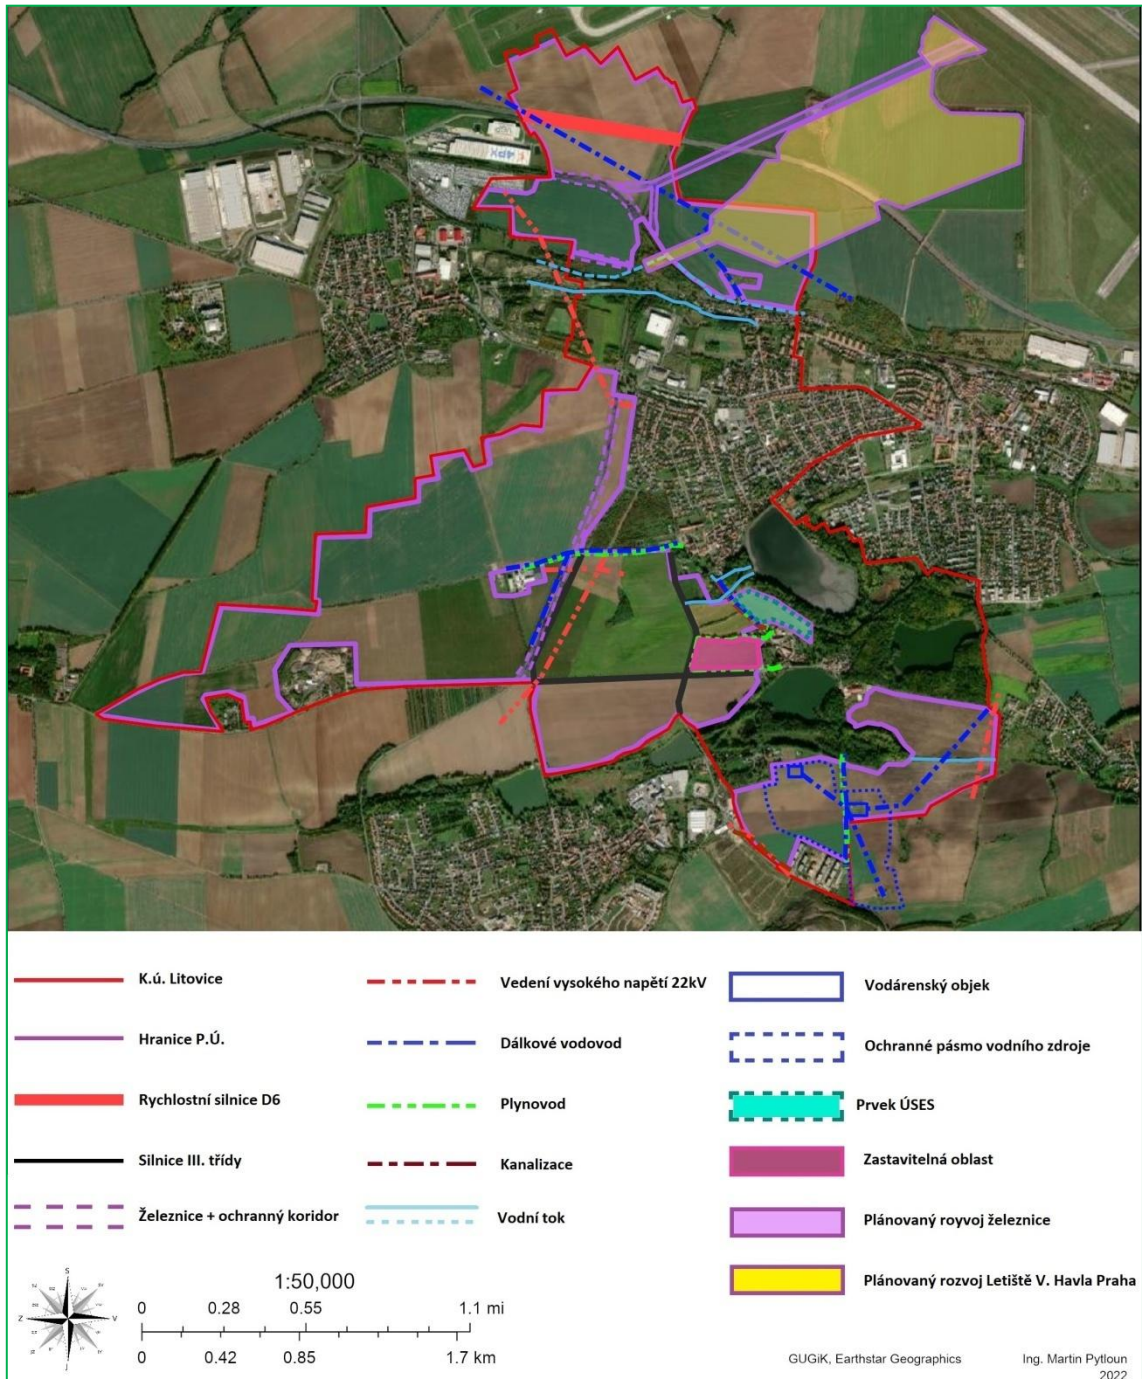 K.ú. Litovice
Hranice P.Ú.
Rychlostní silnice D6
Silnice III. třídy
Železnice + ochranný koridor
Vedení vysokého napětí 22kV
Dálkové vodovod
Plynovod
Kanalizace
Vodní tok
Vodárenský objek
Ochranné pásmo vodního zdroje
Prvek ÚSES
Zastavitelná oblast
Plánovaný royvoj železnice
Plánovaný rozvoj Letiště V. Havla Praha
S
Z
V
J
1:50,000
0 0.28 0.55 1.1 mi
0 0.42 0.85 1.7 km
GUGiK, Earthstar Geographics
Ing. Martin Pytloun
2022